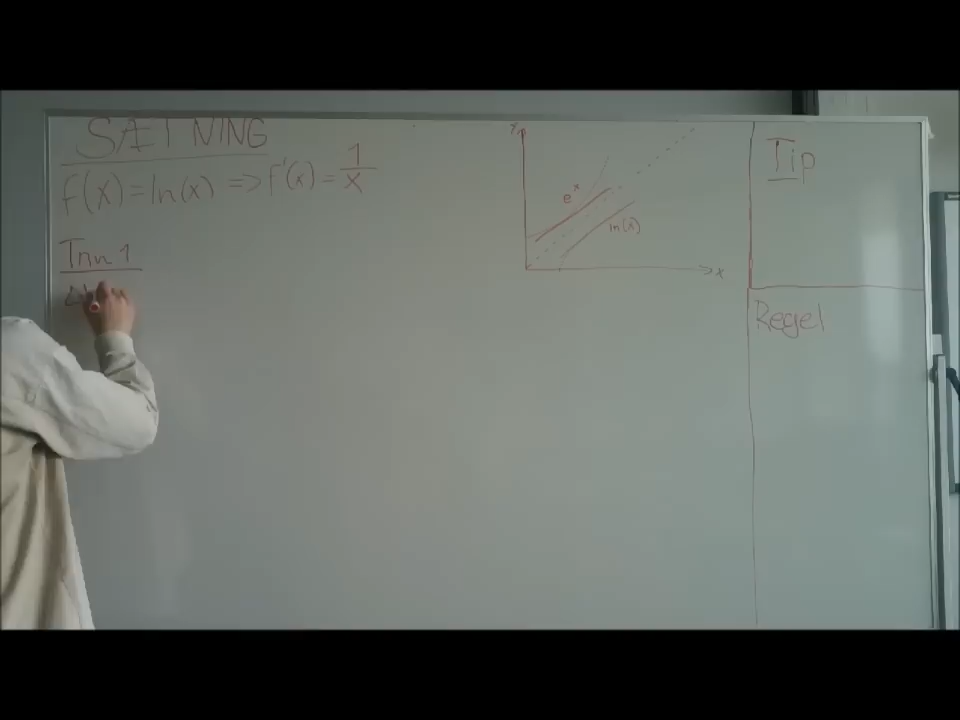 SÆTNING
f(x) = ln(x) => f'(x) = 1/x
Trin 1
y
e^x
ln(x)
x
Tip
Regel